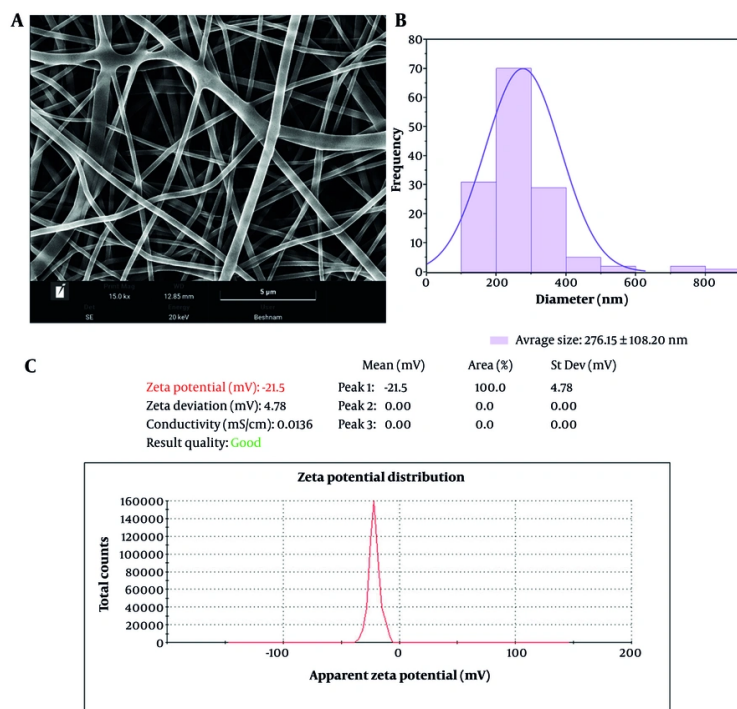 A
15.0 kx
12.85 mm
5 µm
SE
20 keV
Beshnam
B
Frequency
80
70
60
50
40
30
20
10
0
0
200
400
600
800
Diameter (nm)
Avrage size: 276.15 ± 108.20 nm
C
Mean (mV) Area (%) St Dev (mV)
Zeta potential (mV): -21.5 Peak 1: -21.5 100.0 4.78
Zeta deviation (mV): 4.78 Peak 2: 0.00 0.0 0.00
Conductivity (mS/cm): 0.0136 Peak 3: 0.00 0.0 0.00
Result quality: Good
Zeta potential distribution
Total counts
160000
140000
120000
100000
80000
60000
40000
20000
0
-100
0
100
200
Apparent zeta potential (mV)